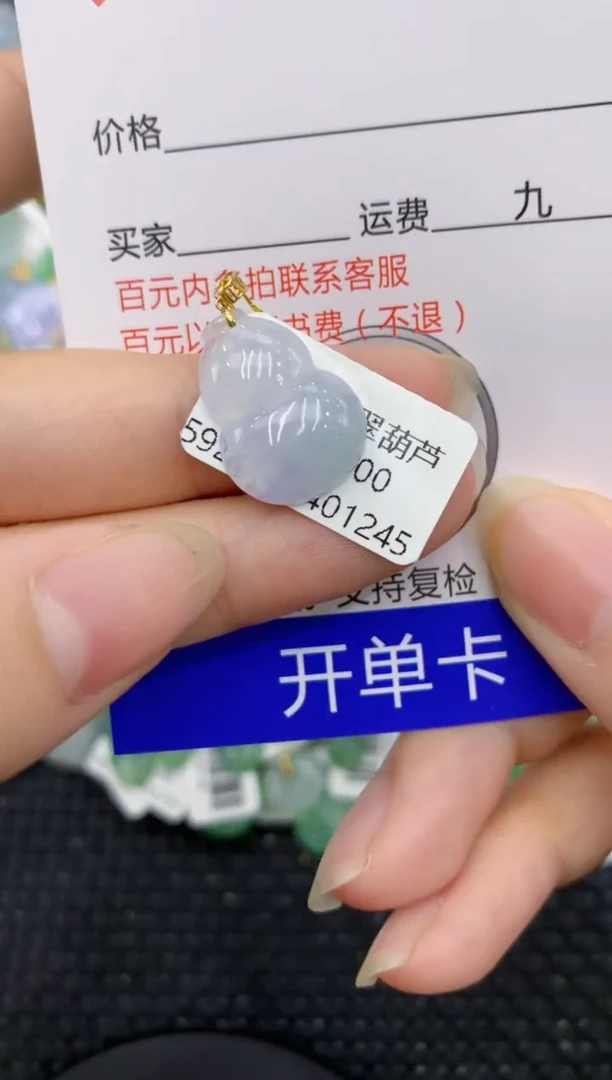 价格
买家 运费 九
百元内 拍联系客服
百元以 书费(不退)
翠葫芦
59 00
401245
支持复检
开单卡